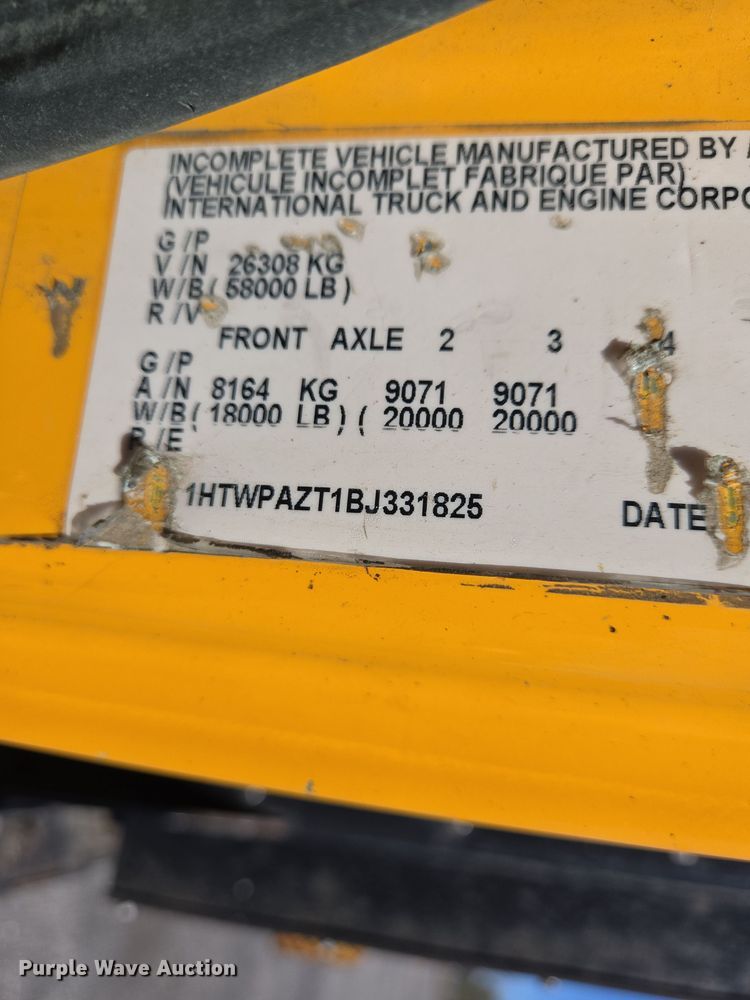 INCOMPLETE VEHICLE MANUFACTURED BY
(VEHICULE INCOMPLET FABRIQUE PAR)
INTERNATIONAL TRUCK AND ENGINE CORPO
G/P
V/N 26308 KG
W/B ( 58000 LB )
R/V
FRONT AXLE 2 3 4
G/P
A/N 8164 KG 9071 9071
W/B ( 18000 LB ) ( 20000 20000
R/E
1HTWPAZT1BJ331825 DATE
Purple Wave Auction